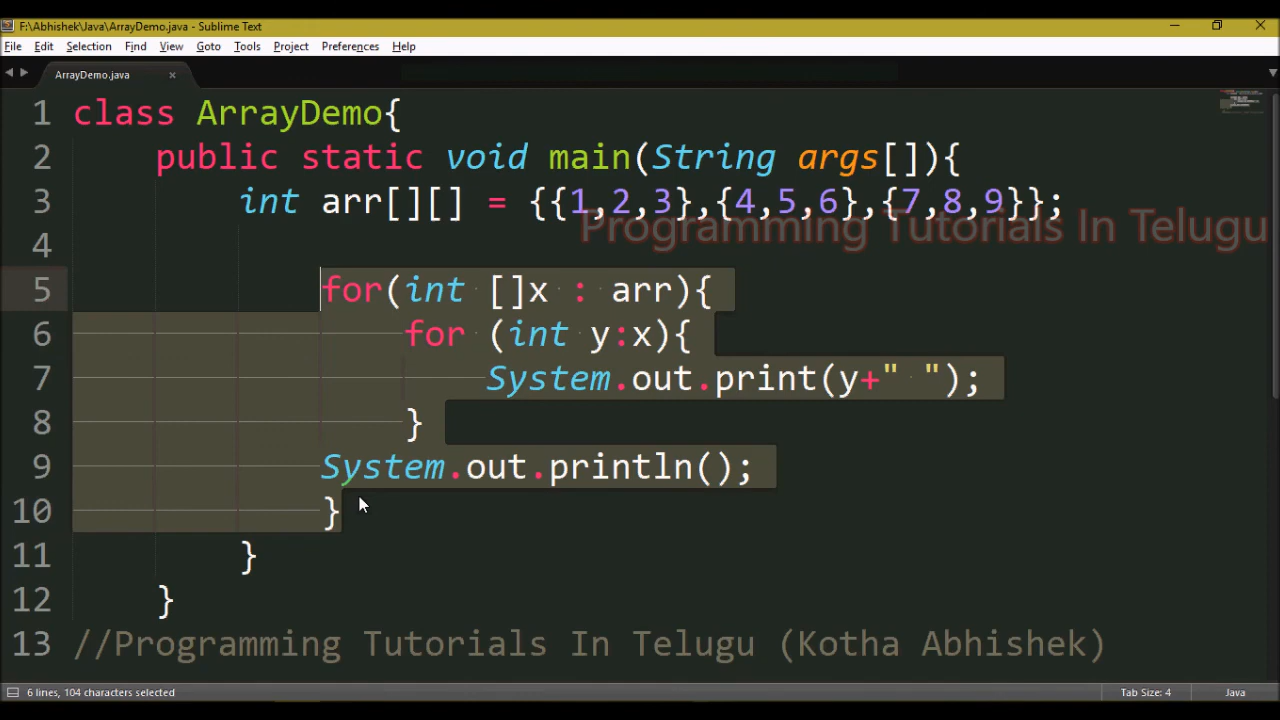 F:\Abhishek\Java\ArrayDemo.java - Sublime Text
File Edit Selection Find View Goto Tools Project Preferences Help
ArrayDemo.java
1 class ArrayDemo{
2 public static void main(String args[]){
3 int arr[][] = {{1,2,3},{4,5,6},{7,8,9}};
Programming Tutorials In Telugu
4
5 for(int []x : arr){
6 for (int y:x){
7 System.out.print(y+" ");
8 }
9 System.out.println();
10 }
11 }
12 }
13 //Programming Tutorials In Telugu (Kotha Abhishek)
6 lines, 104 characters selected Tab Size: 4 Java